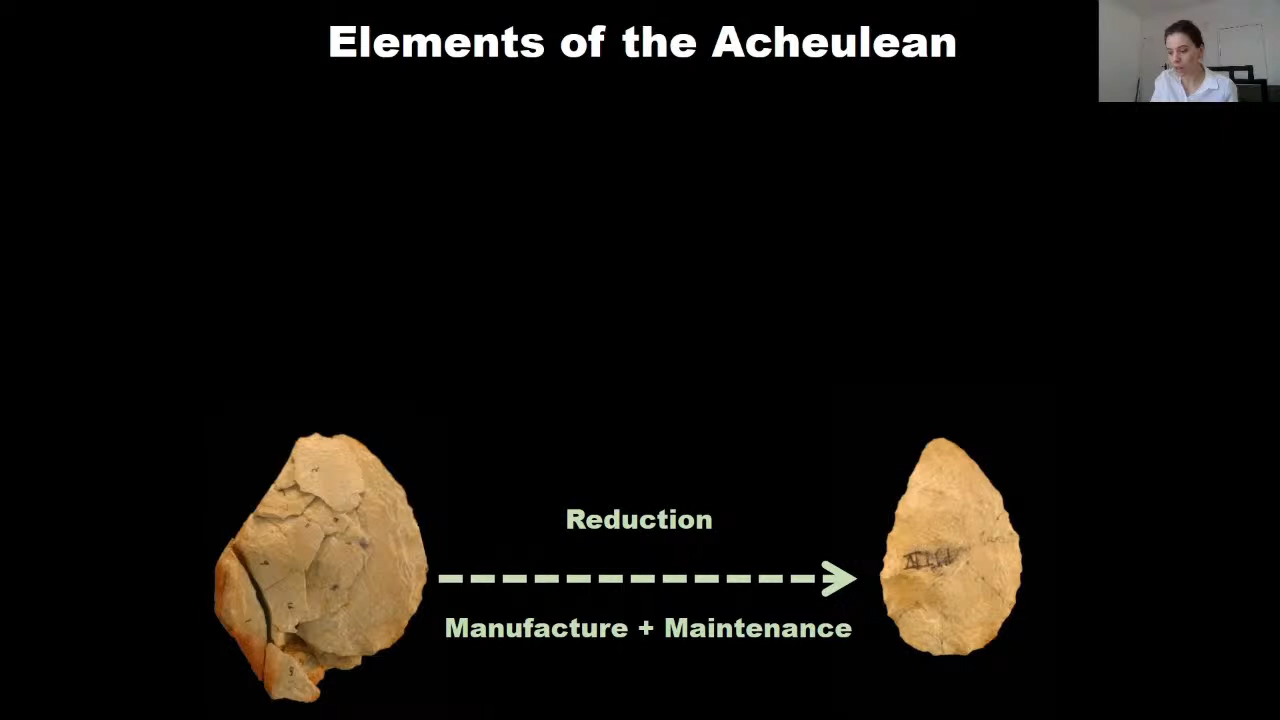 Elements of the Acheulean
Reduction
Manufacture + Maintenance